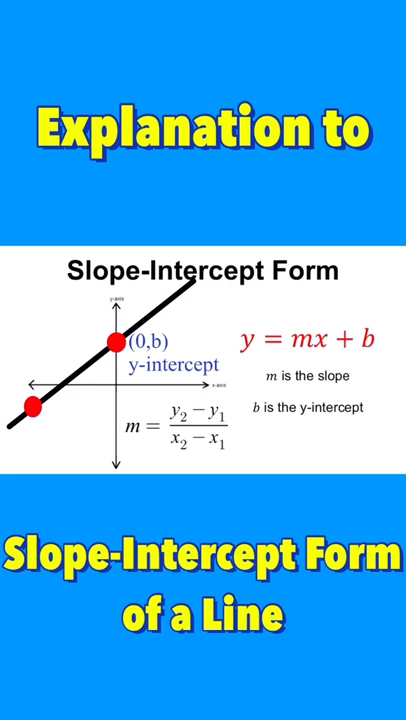 Explanation to
Slope-Intercept Form
y-axis
(0,b)
y-intercept
y = mx + b
x-axis
m is the slope
b is the y-intercept
m = (y₂ − y₁) / (x₂ − x₁)
Slope-Intercept Form
of a Line